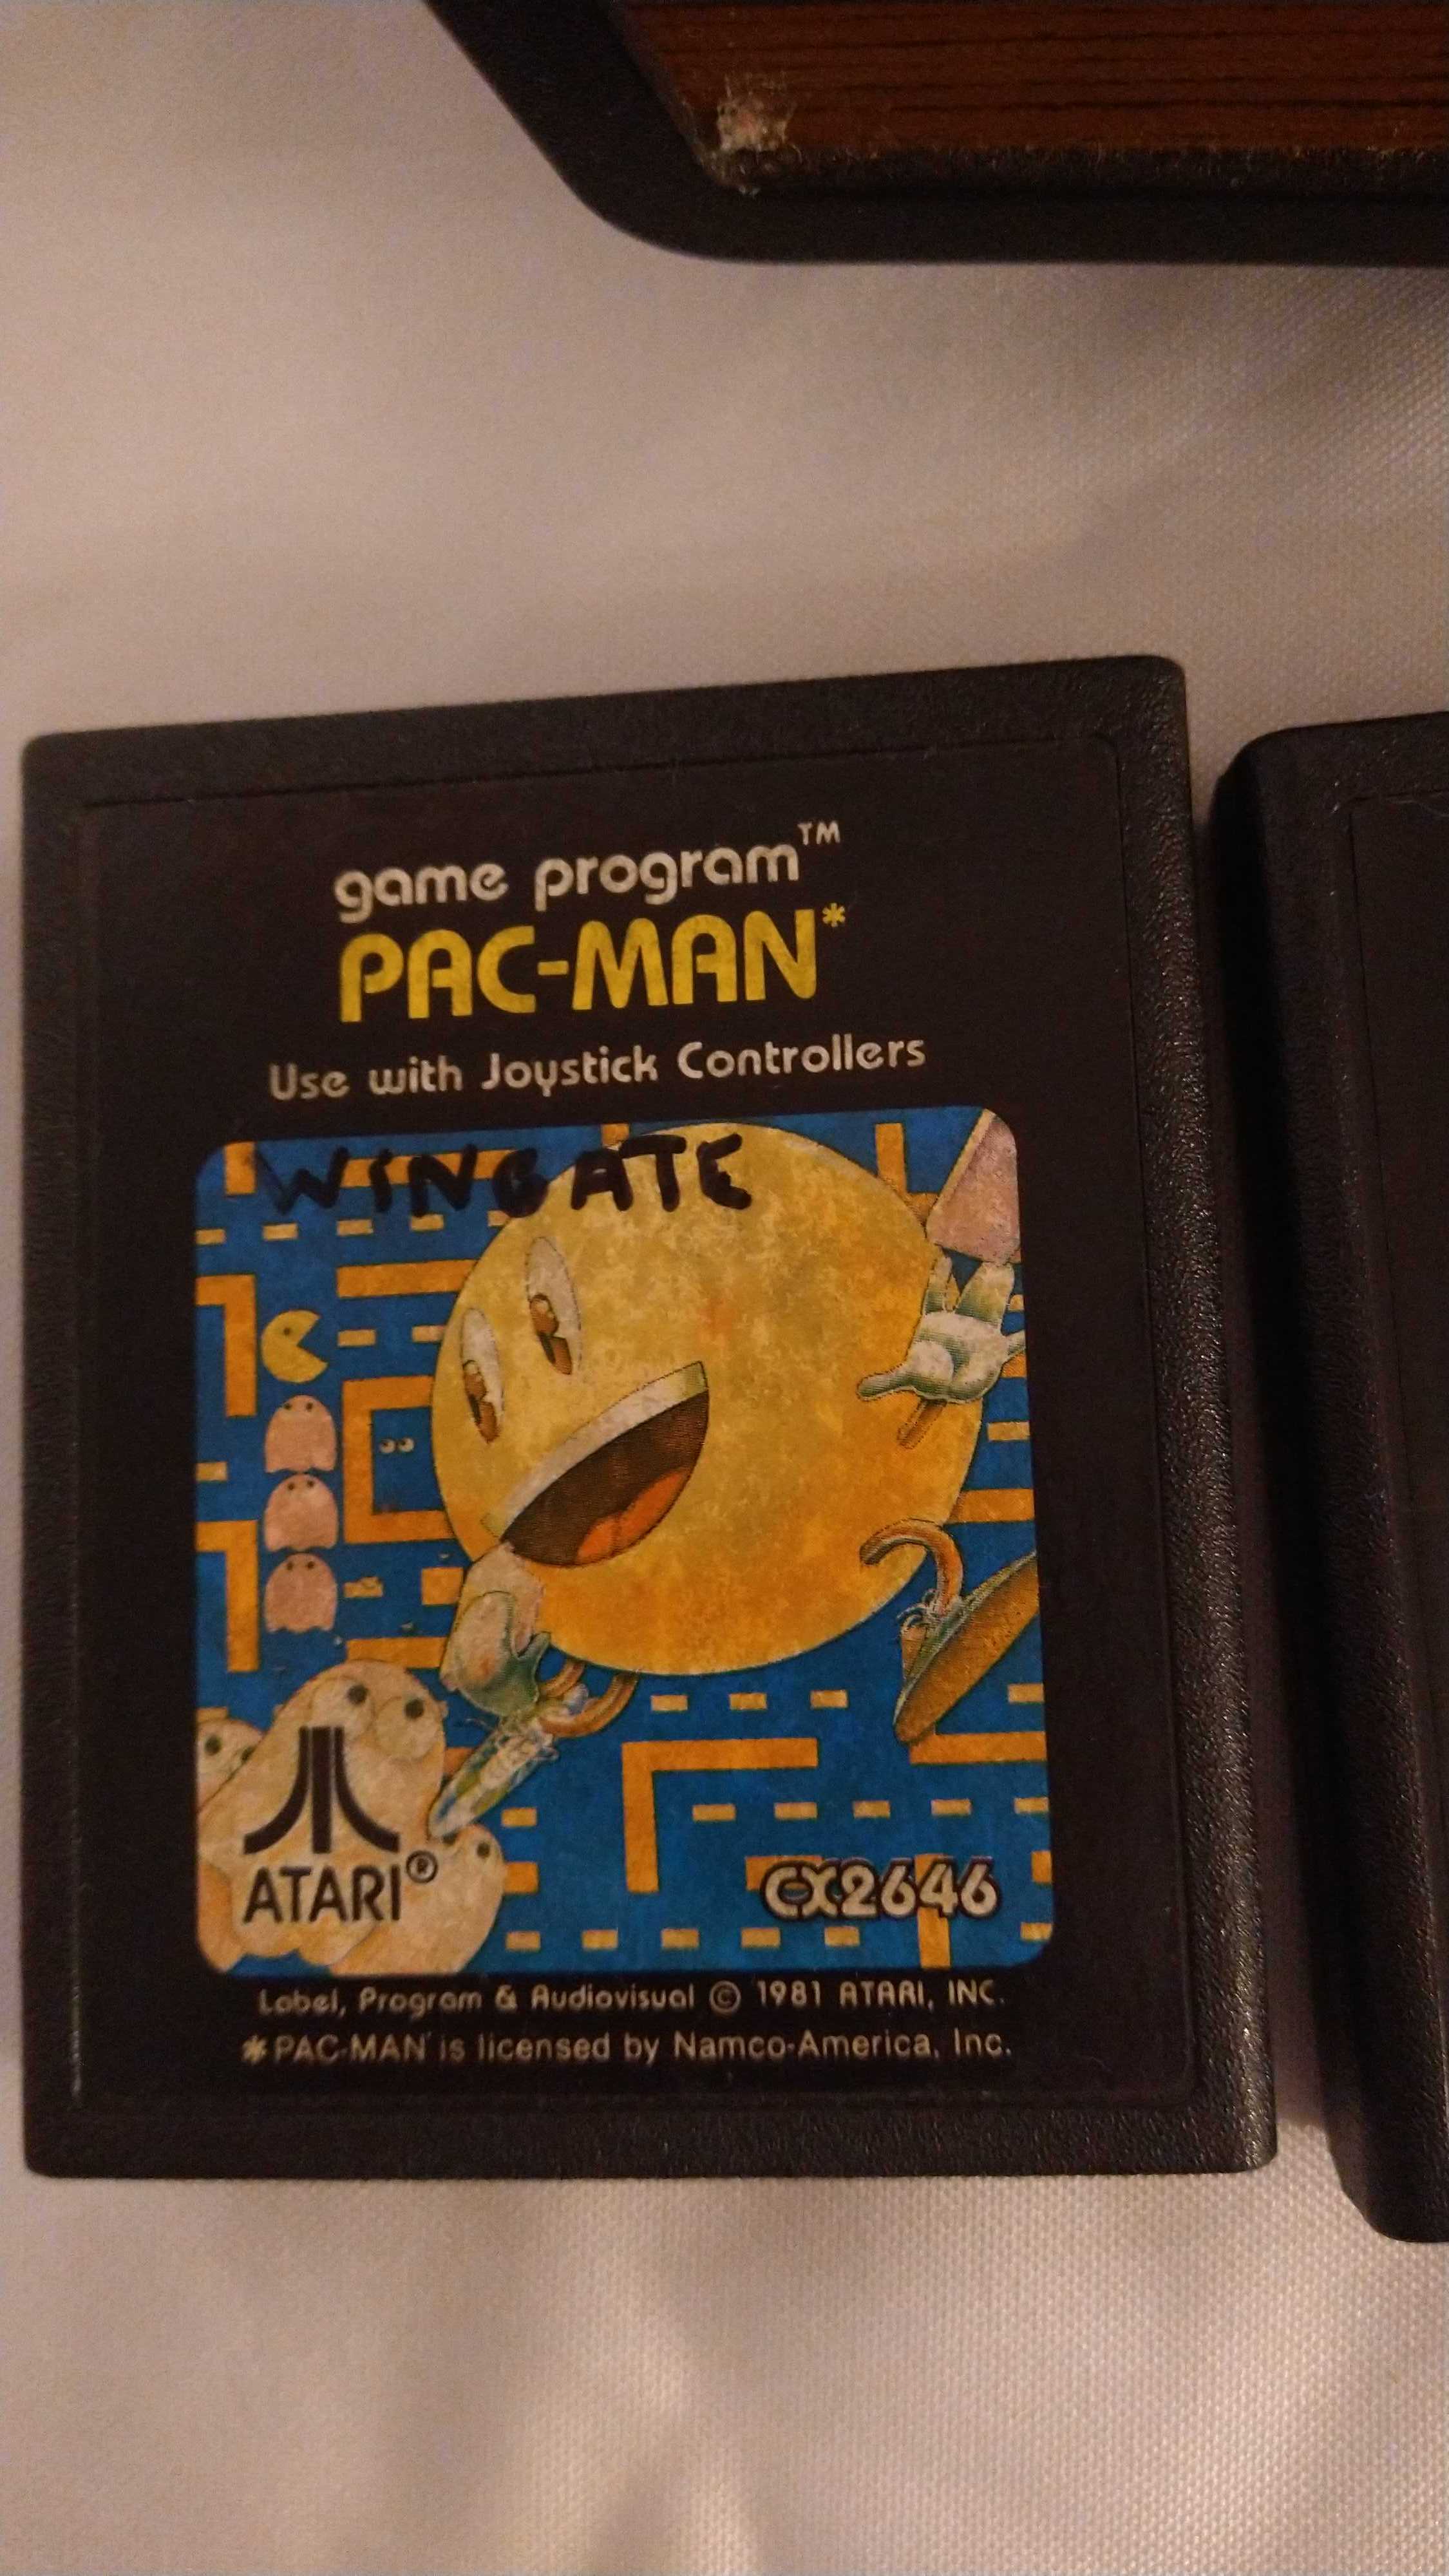 game program™
PAC-MAN*
Use with Joystick Controllers
WINGATE
ATARI®
CX2646
Label, Program & Audiovisual © 1981 ATARI, INC.
*PAC-MAN is licensed by Namco-America, Inc.